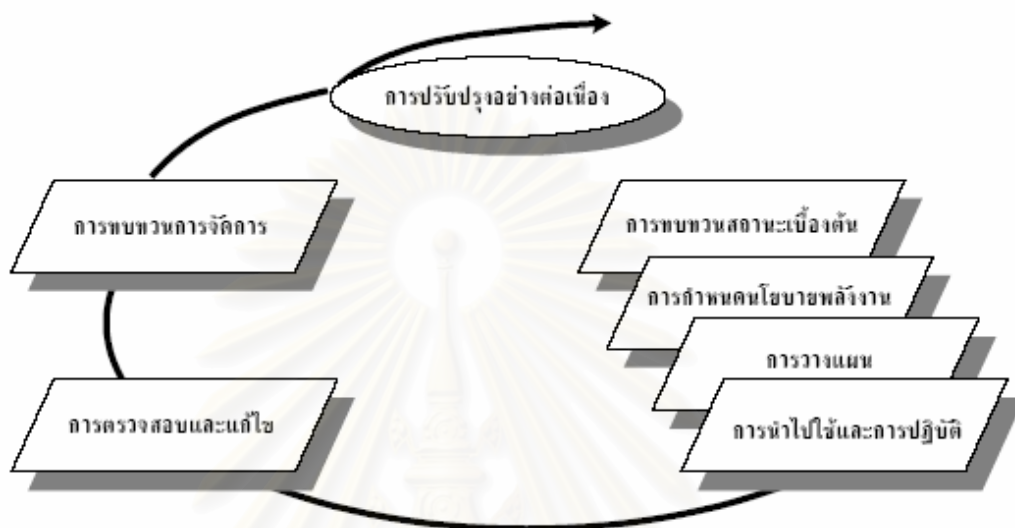 การปรับปรุงอย่างต่อเนื่อง
การทบทวนการจัดการ
การทบทวนสถานะเบื้องต้น
การกำหนดนโยบายพลังงาน
การวางแผน
การตรวจสอบและแก้ไข
การนำไปใช้และการปฏิบัติ